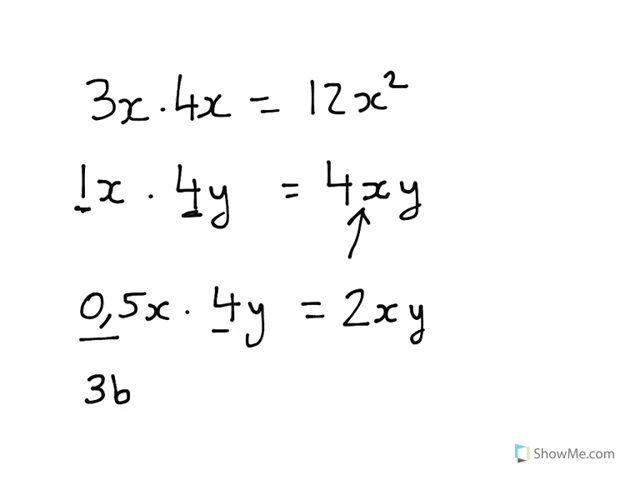 3x · 4x = 12x²
1x · 4y = 4xy
0,5x · 4y = 2xy
3b
ShowMe.com